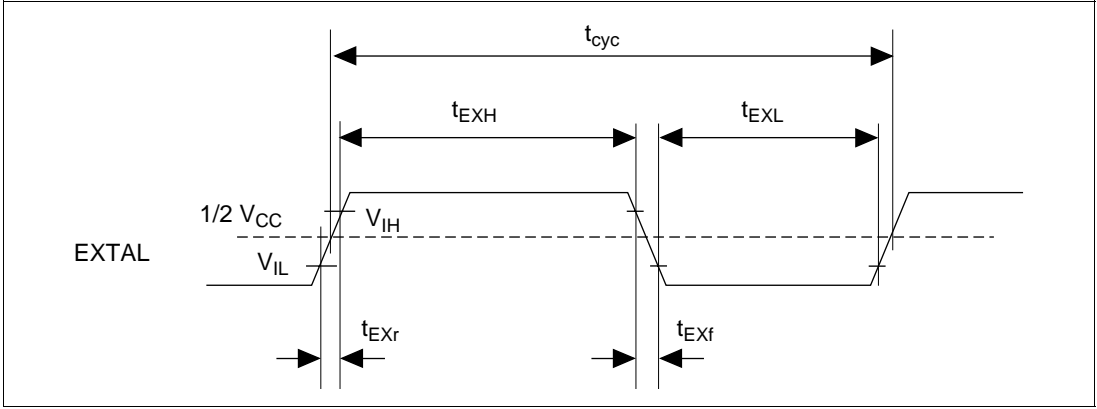 tcyc
tEXH
tEXL
1/2 VCC
VIH
EXTAL
VIL
tEXr
tEXf